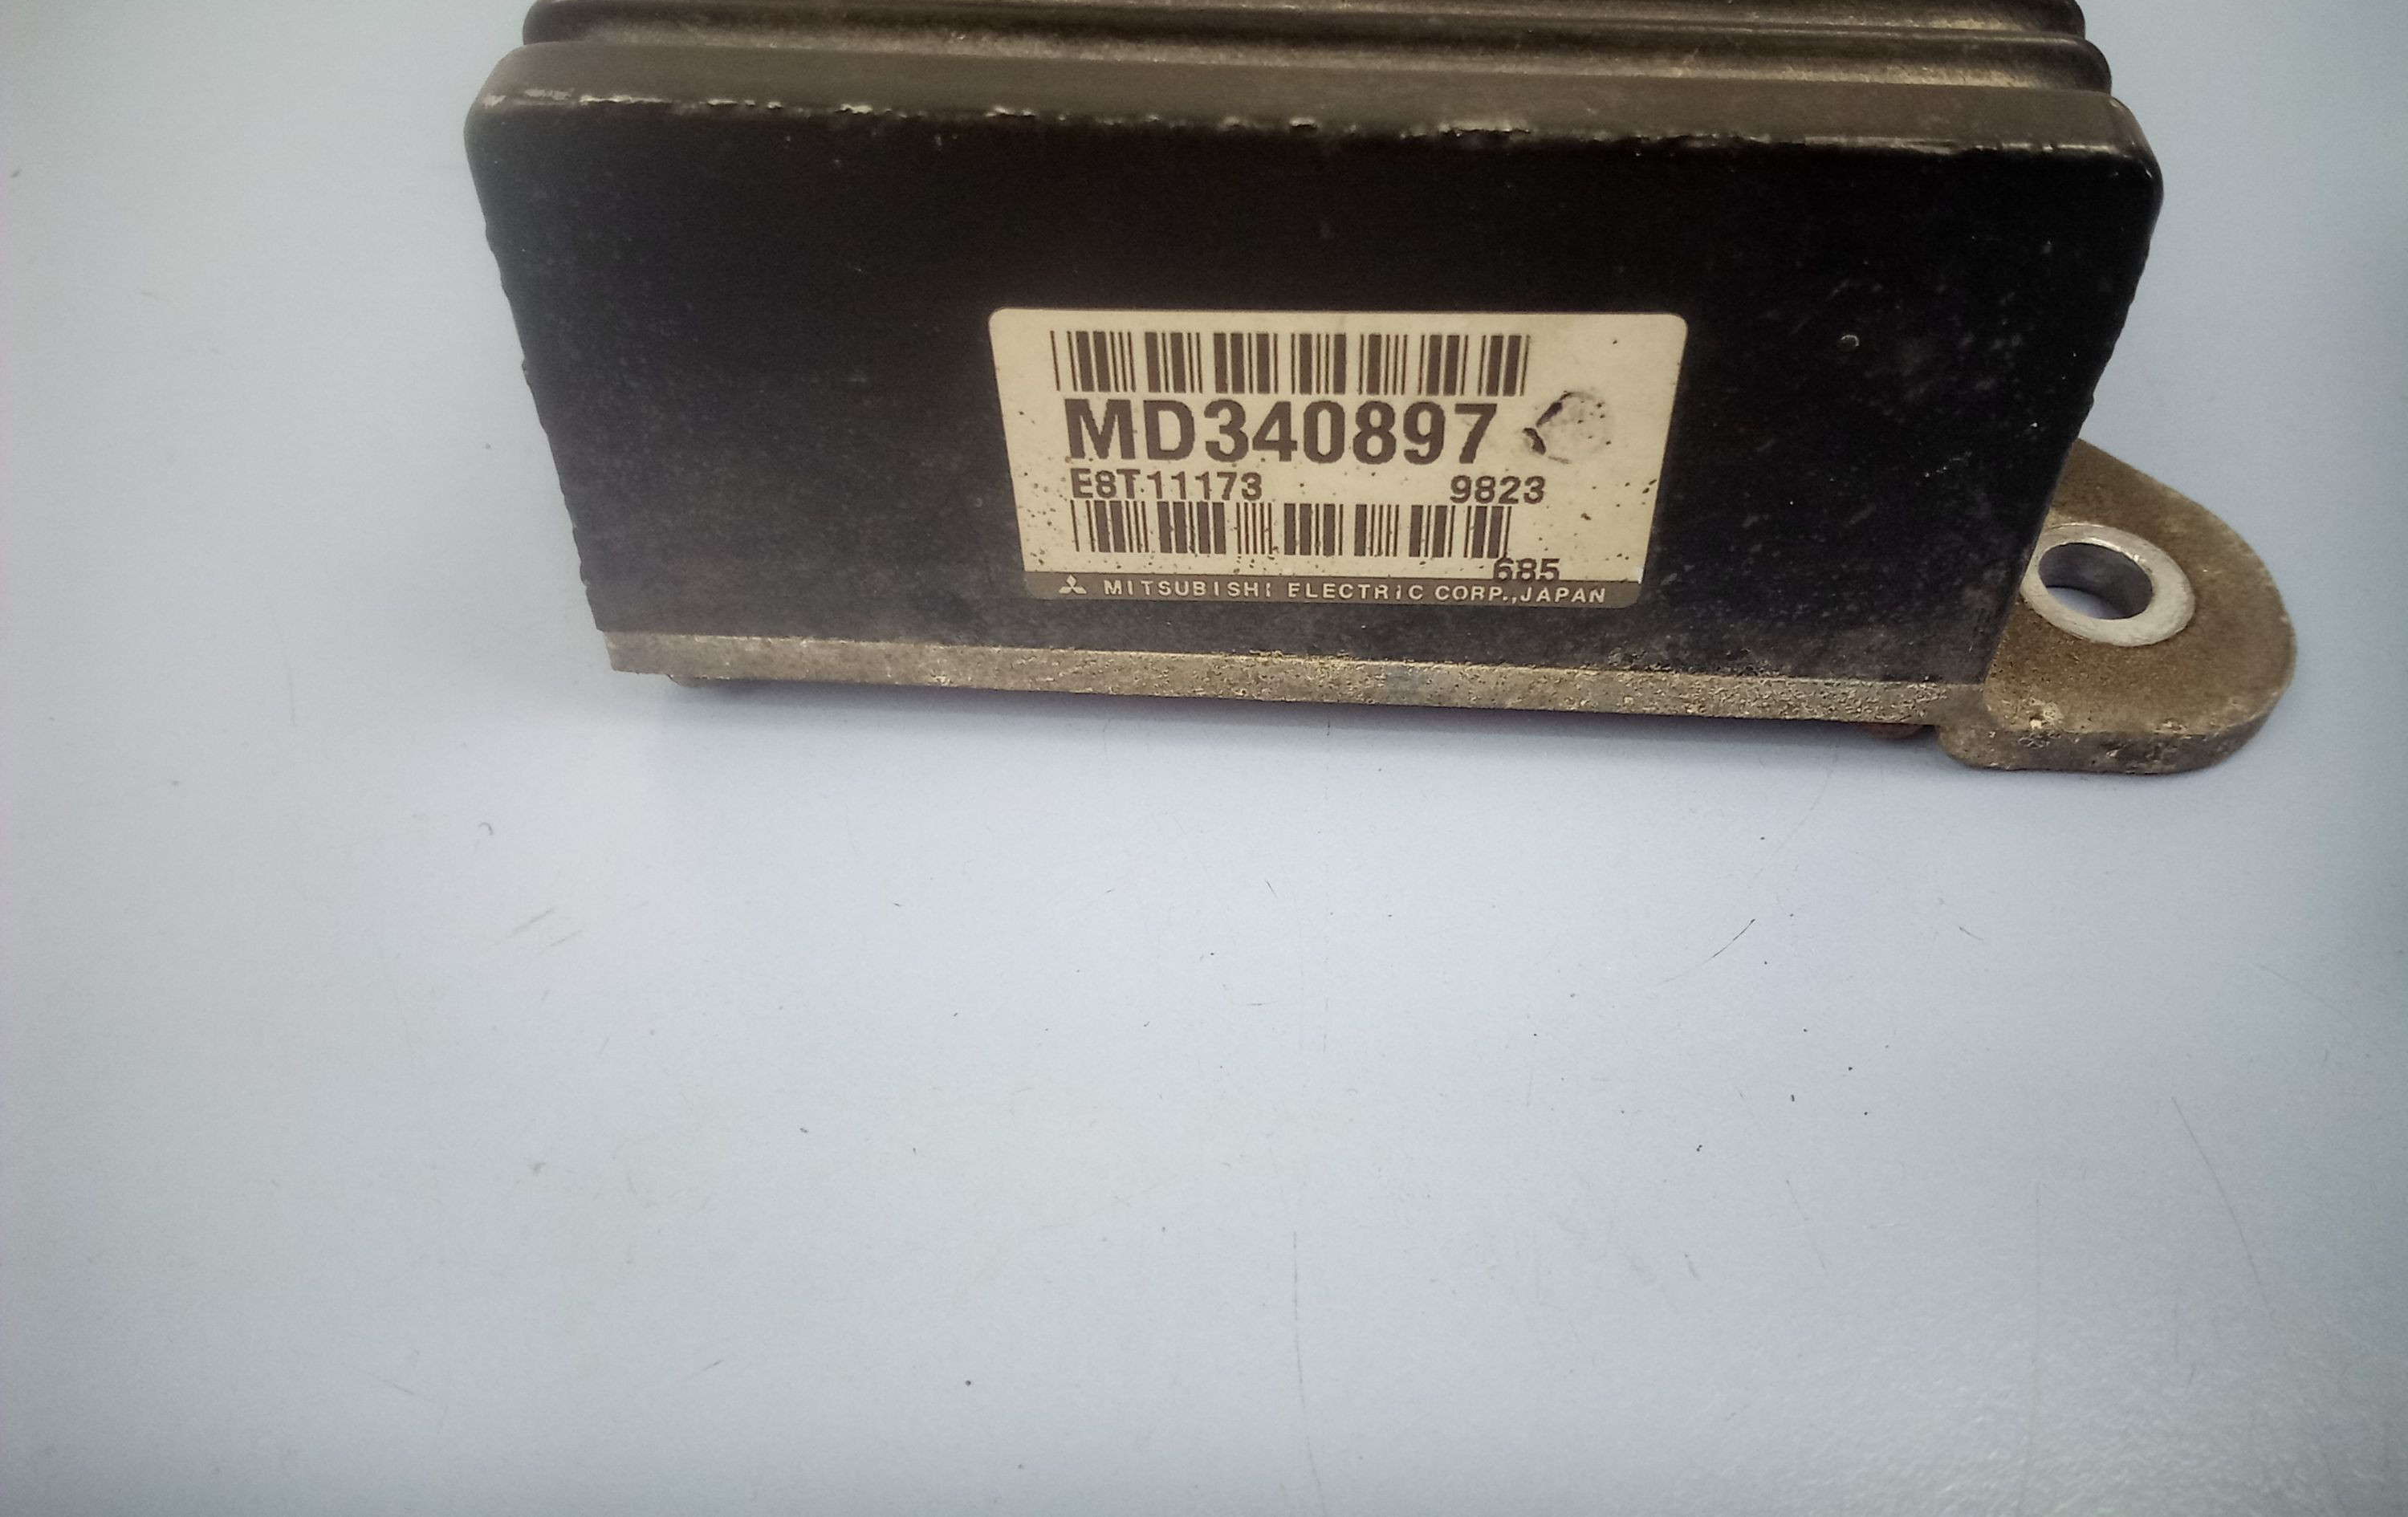 MD340897
E8T11173 9823
685
MITSUBISHI ELECTRIC CORP.,JAPAN